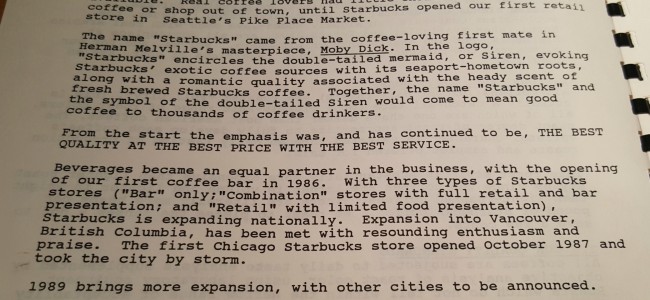 Real coffee lovers had little
coffee or shop out of town, until Starbucks opened our first retail
store in Seattle's Pike Place Market.
The name "Starbucks" came from the coffee-loving first mate in
Herman Melville's masterpiece, Moby Dick. In the logo,
"Starbucks" encircles the double-tailed mermaid, or Siren, evoking
Starbucks' exotic coffee sources with its seaport-hometown roots,
along with a romantic quality associated with the heady scent of
fresh brewed Starbucks coffee. Together, the name "Starbucks" and
the symbol of the double-tailed Siren would come to mean good
coffee to thousands of coffee drinkers.
From the start the emphasis was, and has continued to be, THE BEST
QUALITY AT THE BEST PRICE WITH THE BEST SERVICE.
Beverages became an equal partner in the business, with the opening
of our first coffee bar in 1986. With three types of Starbucks
stores ("Bar" only;"Combination" stores with full retail and bar
presentation; and "Retail" with limited food presentation),
Starbucks is expanding nationally. Expansion into Vancouver,
British Columbia, has been met with resounding enthusiasm and
praise. The first Chicago Starbucks store opened October 1987 and
took the city by storm.
1989 brings more expansion, with other cities to be announced.